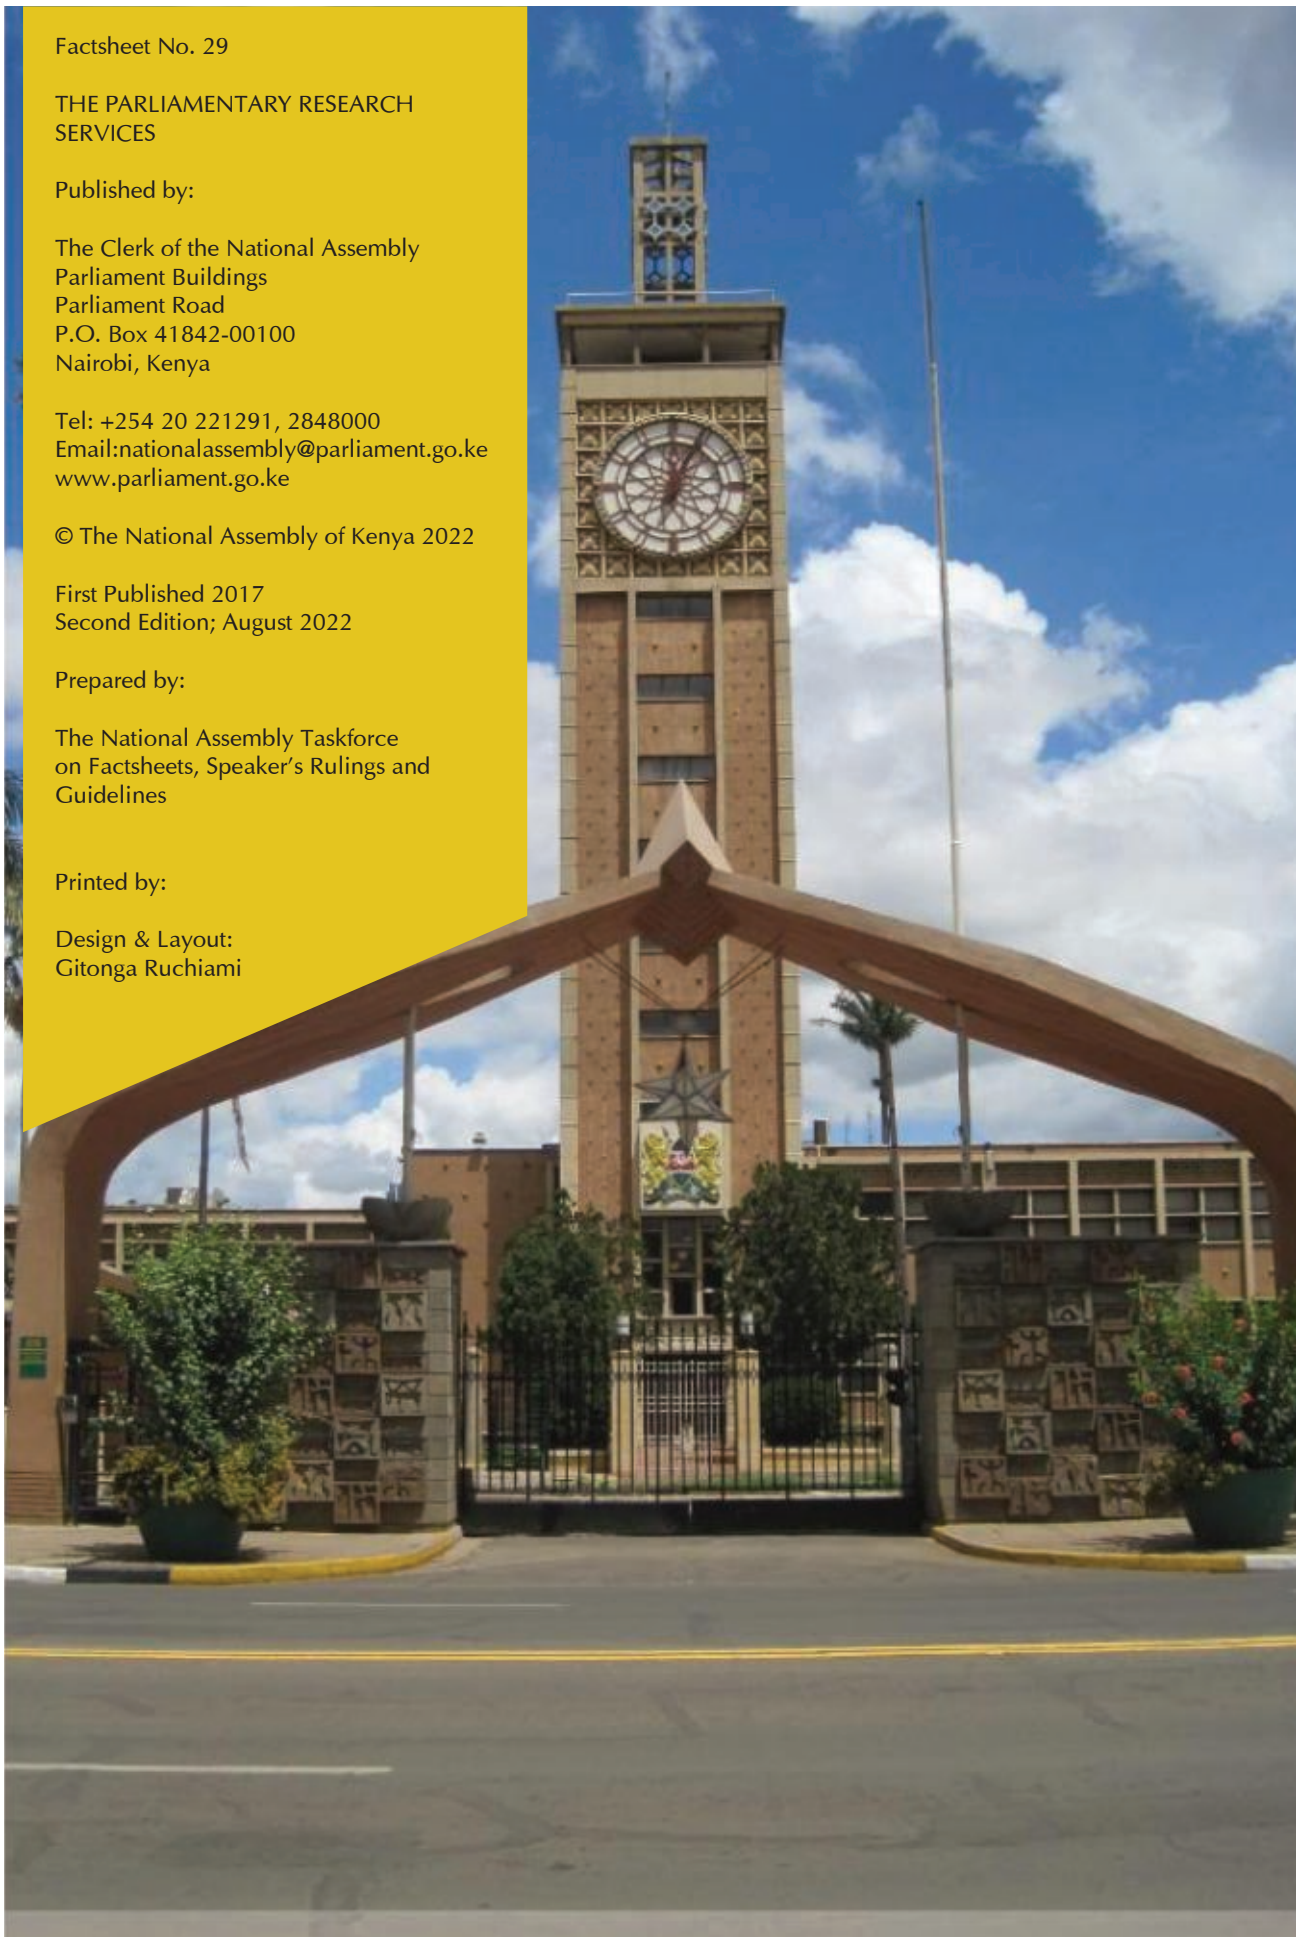 Factsheet No. 29
THE PARLIAMENTARY RESEARCH
SERVICES
Published by:
The Clerk of the National Assembly
Parliament Buildings
Parliament Road
P.O. Box 41842-00100
Nairobi, Kenya
Tel: +254 20 221291, 2848000
Email:nationalassembly@parliament.go.ke
www.parliament.go.ke
© The National Assembly of Kenya 2022
First Published 2017
Second Edition; August 2022
Prepared by:
The National Assembly Taskforce
on Factsheets, Speaker’s Rulings and
Guidelines
Printed by:
Design & Layout:
Gitonga Ruchiami